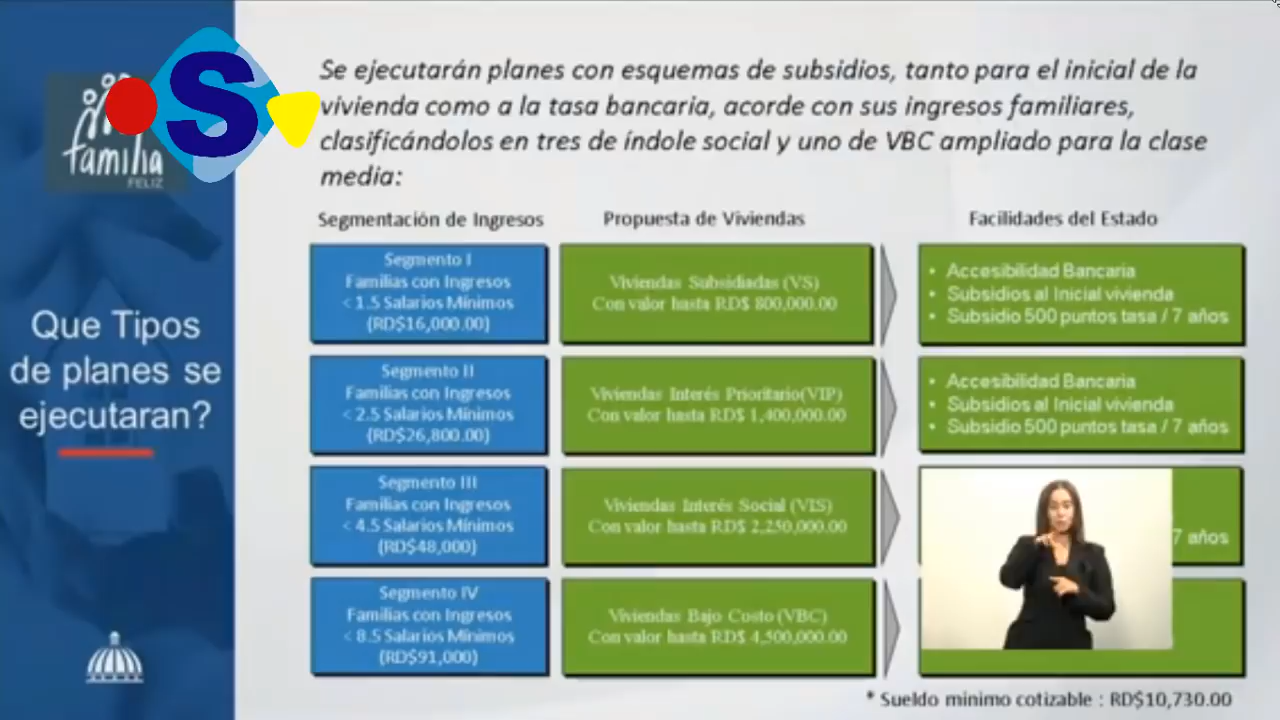 familia
FELIZ
S
Que Tipos
de planes se
ejecutaran?
Se ejecutarán planes con esquemas de subsidios, tanto para el inicial de la
vivienda como a la tasa bancaria, acorde con sus ingresos familiares,
clasificándolos en tres de índole social y uno de VBC ampliado para la clase
media:
Segmentación de Ingresos
Propuesta de Viviendas
Facilidades del Estado
Segmento I
Familias con Ingresos
< 1.5 Salarios Mínimos
(RD$16,000.00)
Viviendas Subsidiadas (VS)
Con valor hasta RD$ 800,000.00
• Accesibilidad Bancaria
• Subsidios al Inicial vivienda
• Subsidio 500 puntos tasa / 7 años
Segmento II
Familias con Ingresos
< 2.5 Salarios Mínimos
(RD$26,800.00)
Viviendas Interés Prioritario(VIP)
Con valor hasta RD$ 1,400,000.00
• Accesibilidad Bancaria
• Subsidios al Inicial vivienda
• Subsidio 500 puntos tasa / 7 años
Segmento III
Familias con Ingresos
< 4.5 Salarios Mínimos
(RD$48,000)
Viviendas Interés Social (VIS)
Con valor hasta RD$ 2,250,000.00
7 años
Segmento IV
Familias con Ingresos
< 8.5 Salarios Mínimos
(RD$91,000)
Viviendas Bajo Costo (VBC)
Con valor hasta RD$ 4,500,000.00
* Sueldo minimo cotizable : RD$10,730.00